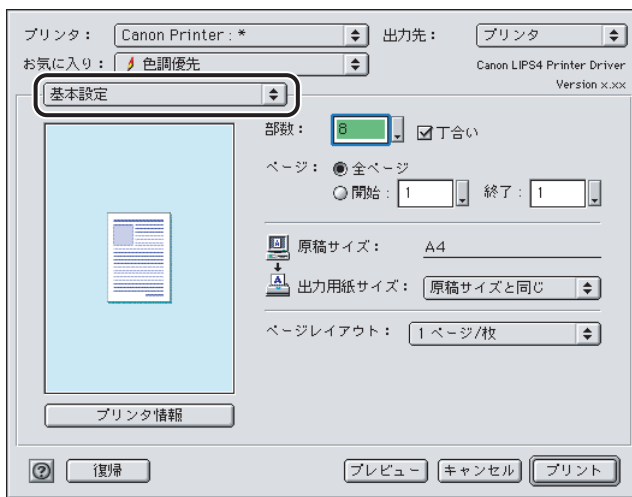 プリンタ： Canon Printer : * 出力先： プリンタ
お気に入り： 色調優先 Canon LIPS4 Printer Driver
Version x.xx
基本設定
部数： 8 丁合い
ページ： 全ページ
開始： 1 終了： 1
原稿サイズ： A4
出力用紙サイズ： 原稿サイズと同じ
ページレイアウト： 1 ページ/枚
プリンタ情報
? 復帰 プレビュー キャンセル プリント